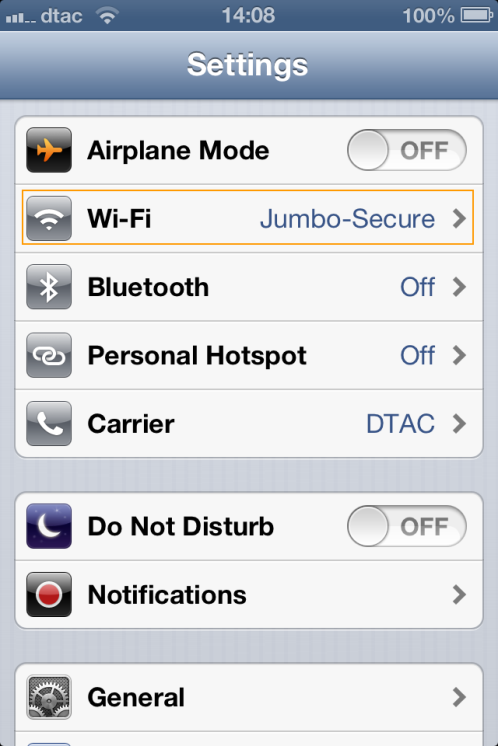 dtac 14:08 100%
Settings
Airplane Mode OFF
Wi-Fi Jumbo-Secure
Bluetooth Off
Personal Hotspot Off
Carrier DTAC
Do Not Disturb OFF
Notifications
General